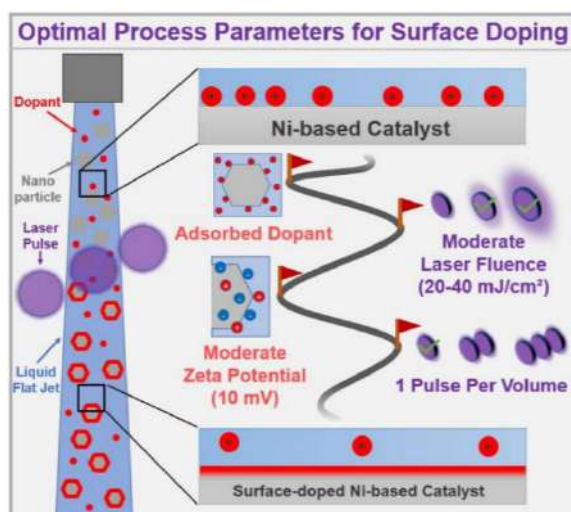 Optimal Process Parameters for Surface Doping
Dopant
Nano
particle
Laser
Pulse
Liquid
Flat Jet
Ni-based Catalyst
Adsorbed Dopant
Moderate
Laser Fluence
(20-40 mJ/cm²)
Moderate
Zeta Potential
(10 mV)
1 Pulse Per Volume
Surface-doped Ni-based Catalyst